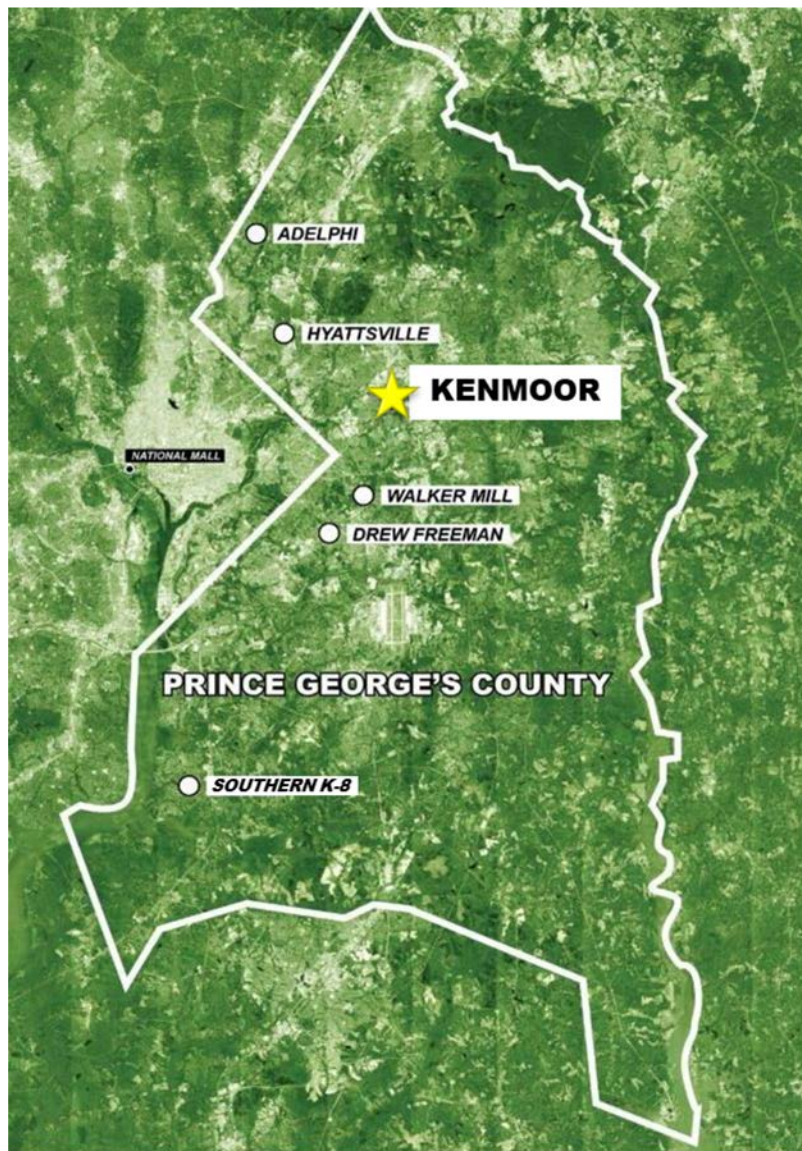 ADELPHI
HYATTSVILLE
KENMOOR
NATIONAL MALL
WALKER MILL
DREW FREEMAN
PRINCE GEORGE'S COUNTY
SOUTHERN K-8